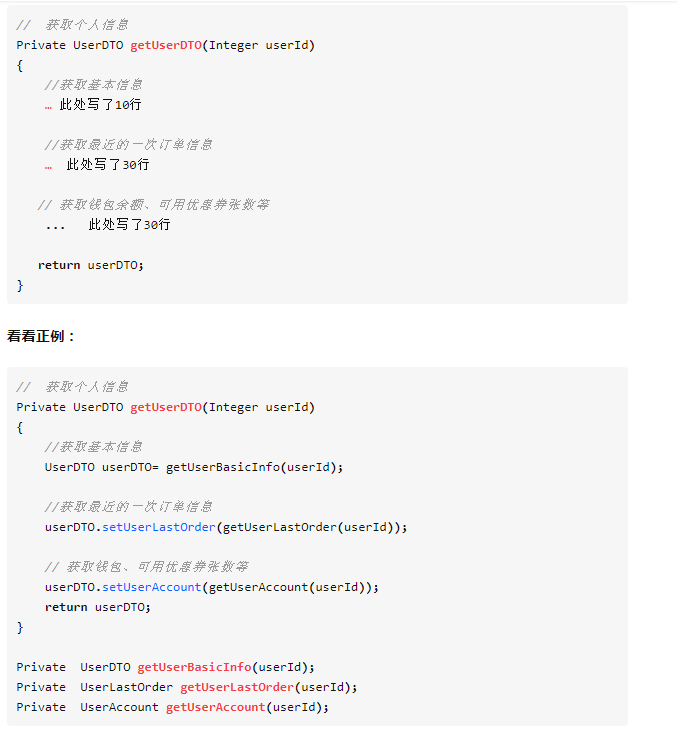 //  获取个人信息
Private UserDTO getUserDTO(Integer userId)
{
    //获取基本信息
    … 此处写了10行
    //获取最近的一次订单信息
    …  此处写了30行
   // 获取钱包余额、可用优惠券张数等
    ...   此处写了30行
   return userDTO;
}
看看正例：
//  获取个人信息
Private UserDTO getUserDTO(Integer userId)
{
    //获取基本信息
    UserDTO userDTO= getUserBasicInfo(userId);
    //获取最近的一次订单信息
    userDTO.setUserLastOrder(getUserLastOrder(userId));
    // 获取钱包、可用优惠券张数等
    userDTO.setUserAccount(getUserAccount(userId));
    return userDTO;
}
Private  UserDTO getUserBasicInfo(userId);
Private  UserLastOrder getUserLastOrder(userId);
Private  UserAccount getUserAccount(userId);